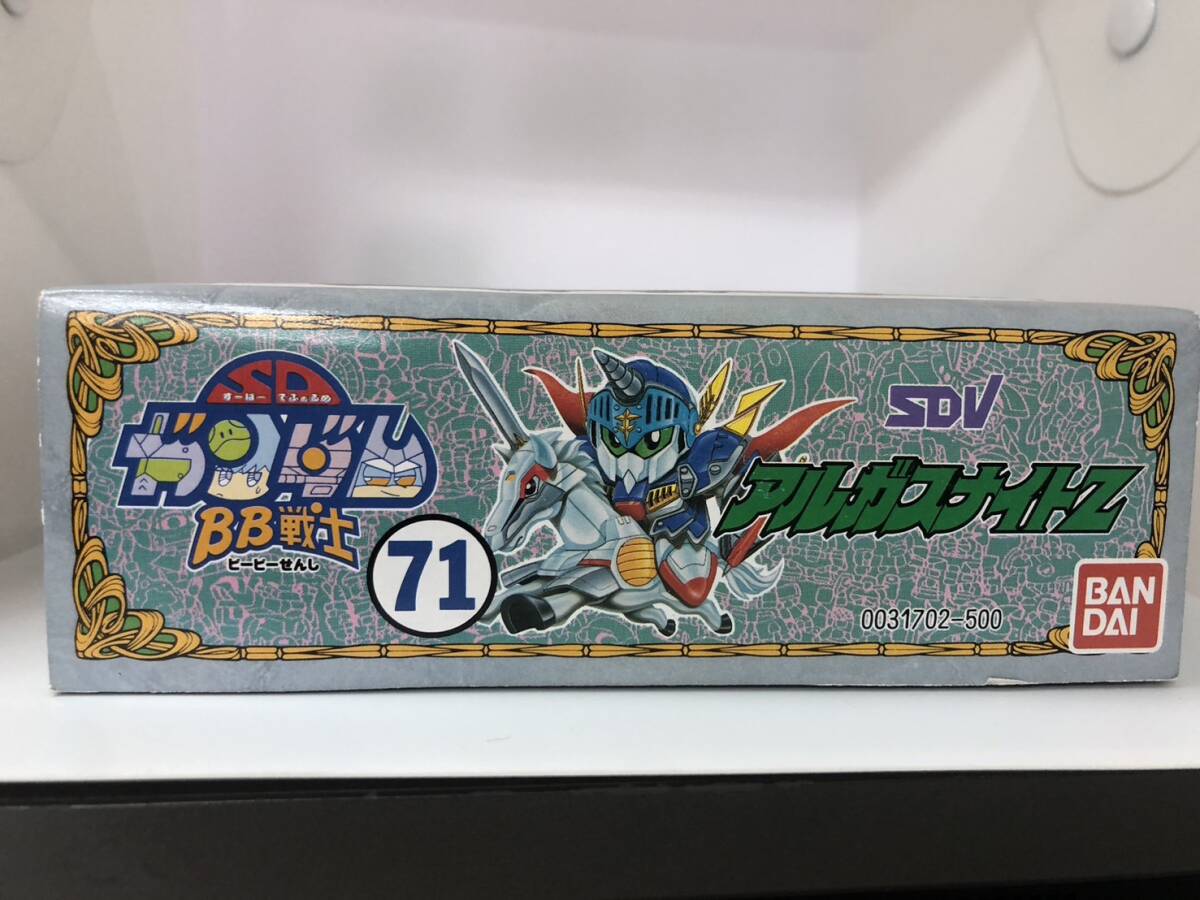 SD
すーぱー でふぉるめ
ガンダム
BB戦士
ビービーせんし
71
SDV
アルガスナイトZ
0031702-500
BAN
DAI